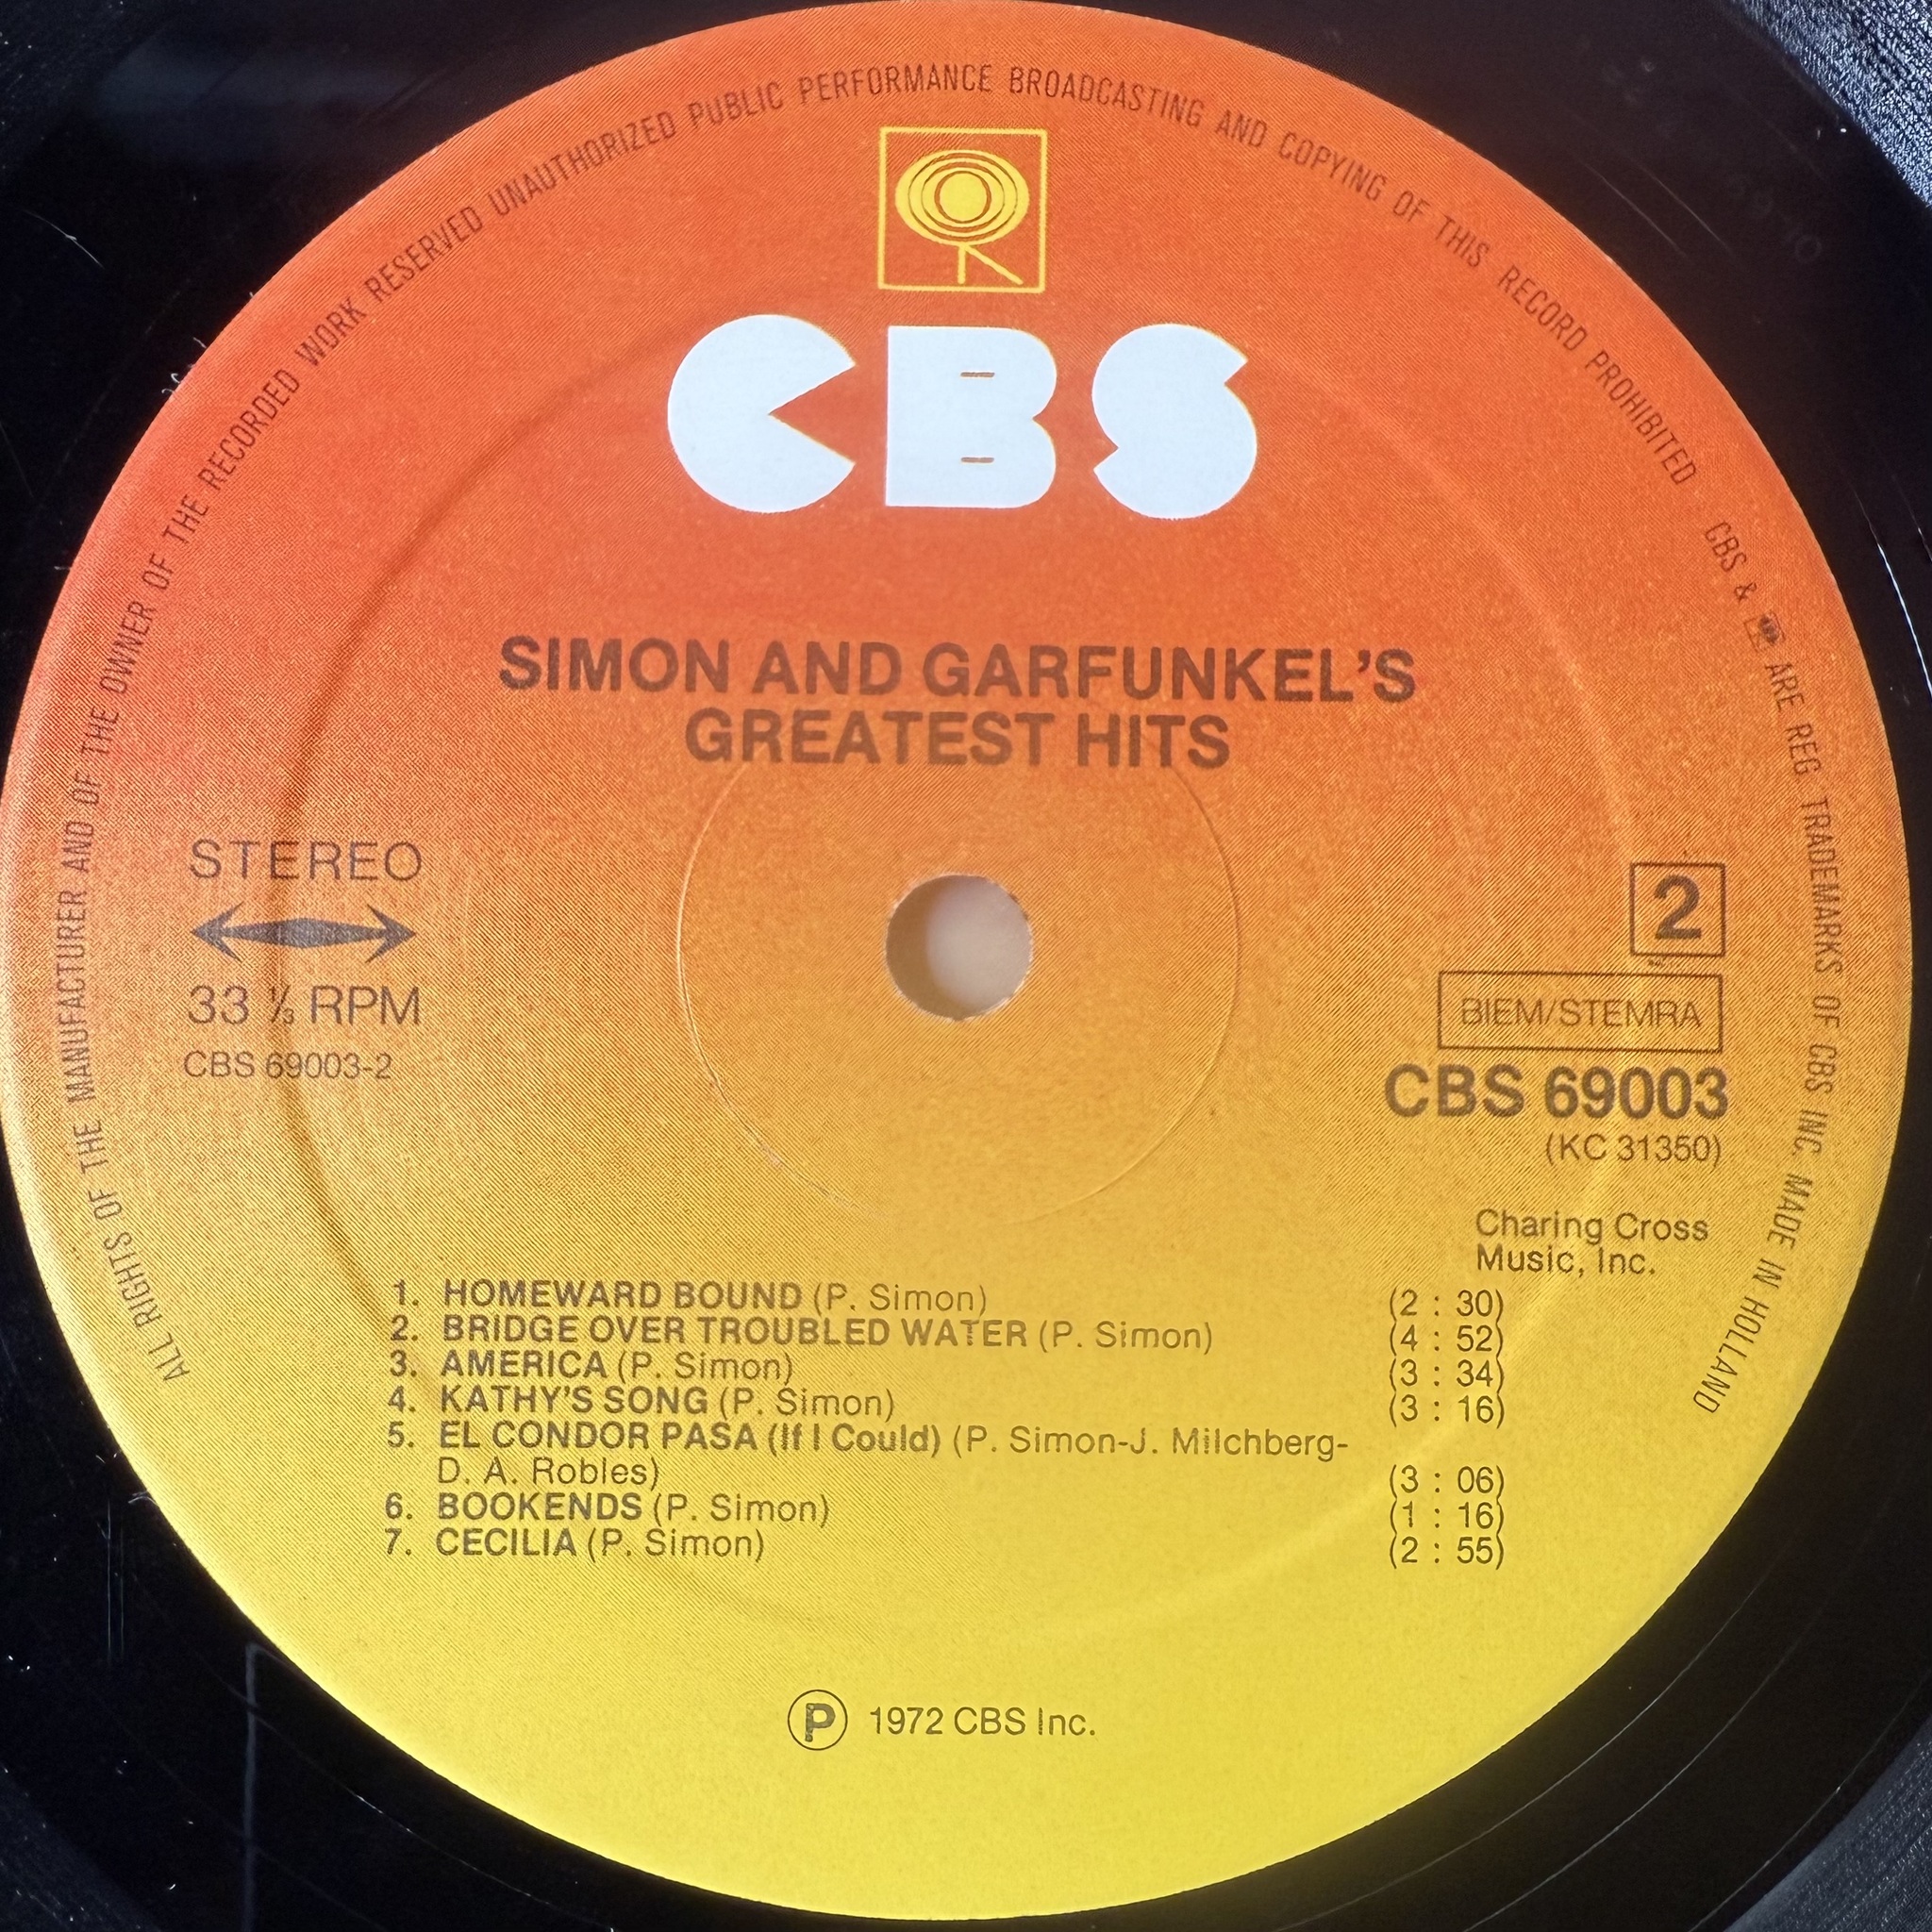 ALL RIGHTS OF THE MANUFACTURER AND OF THE OWNER OF THE RECORDED WORK RESERVED UNAUTHORIZED PUBLIC PERFORMANCE BROADCASTING AND COPYING OF THIS RECORD PROHIBITED
CBS & ARE REG TRADEMARKS OF CBS INC. MADE IN HOLLAND
CBS
SIMON AND GARFUNKEL'S
GREATEST HITS
STEREO
33 ⅓ RPM
CBS 69003-2
2
BIEM/STEMRA
CBS 69003
(KC 31350)
Charing Cross
Music, Inc.
1. HOMEWARD BOUND (P. Simon) (2 : 30)
2. BRIDGE OVER TROUBLED WATER (P. Simon) (4 : 52)
3. AMERICA (P. Simon) (3 : 34)
4. KATHY'S SONG (P. Simon) (3 : 16)
5. EL CONDOR PASA (If I Could) (P. Simon-J. Milchberg-
D. A. Robles) (3 : 06)
6. BOOKENDS (P. Simon) (1 : 16)
7. CECILIA (P. Simon) (2 : 55)
Ⓟ 1972 CBS Inc.